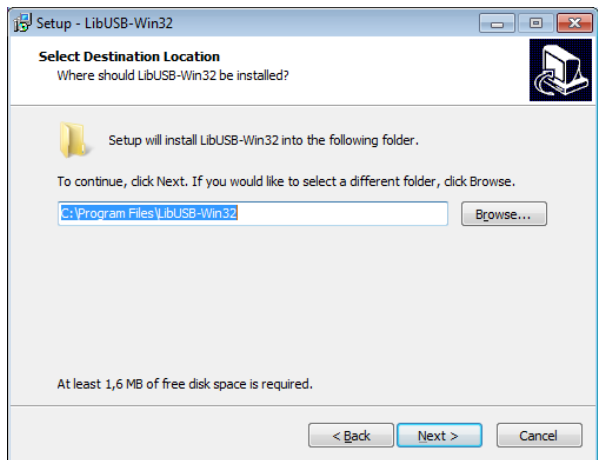 Setup - LibUSB-Win32
Select Destination Location
Where should LibUSB-Win32 be installed?
Setup will install LibUSB-Win32 into the following folder.
To continue, click Next. If you would like to select a different folder, click Browse.
C:\Program Files\LibUSB-Win32
Browse...
At least 1,6 MB of free disk space is required.
< Back
Next >
Cancel